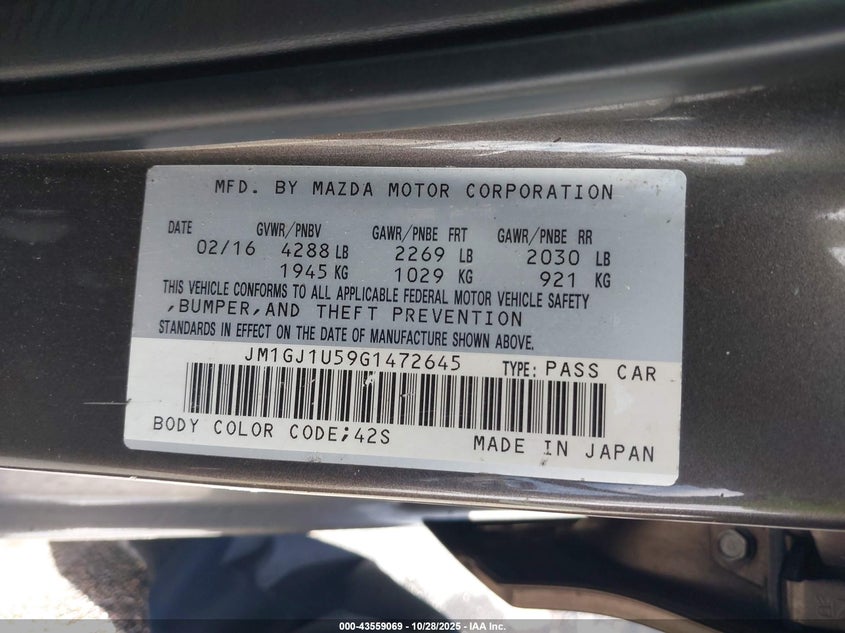 MFD. BY MAZDA MOTOR CORPORATION
DATE GVWR/PNBV GAWR/PNBE FRT GAWR/PNBE RR
02/16 4288 LB 2269 LB 2030 LB
1945 KG 1029 KG 921 KG
THIS VEHICLE CONFORMS TO ALL APPLICABLE FEDERAL MOTOR VEHICLE SAFETY
,BUMPER,AND THEFT PREVENTION
STANDARDS IN EFFECT ON THE DATE OF MANUFACTURE SHOWN ABOVE.
JM1GJ1U59G1472645 TYPE: PASS CAR
BODY COLOR CODE;42S MADE IN JAPAN
000-43559069 | 10/28/2025 - IAA Inc.